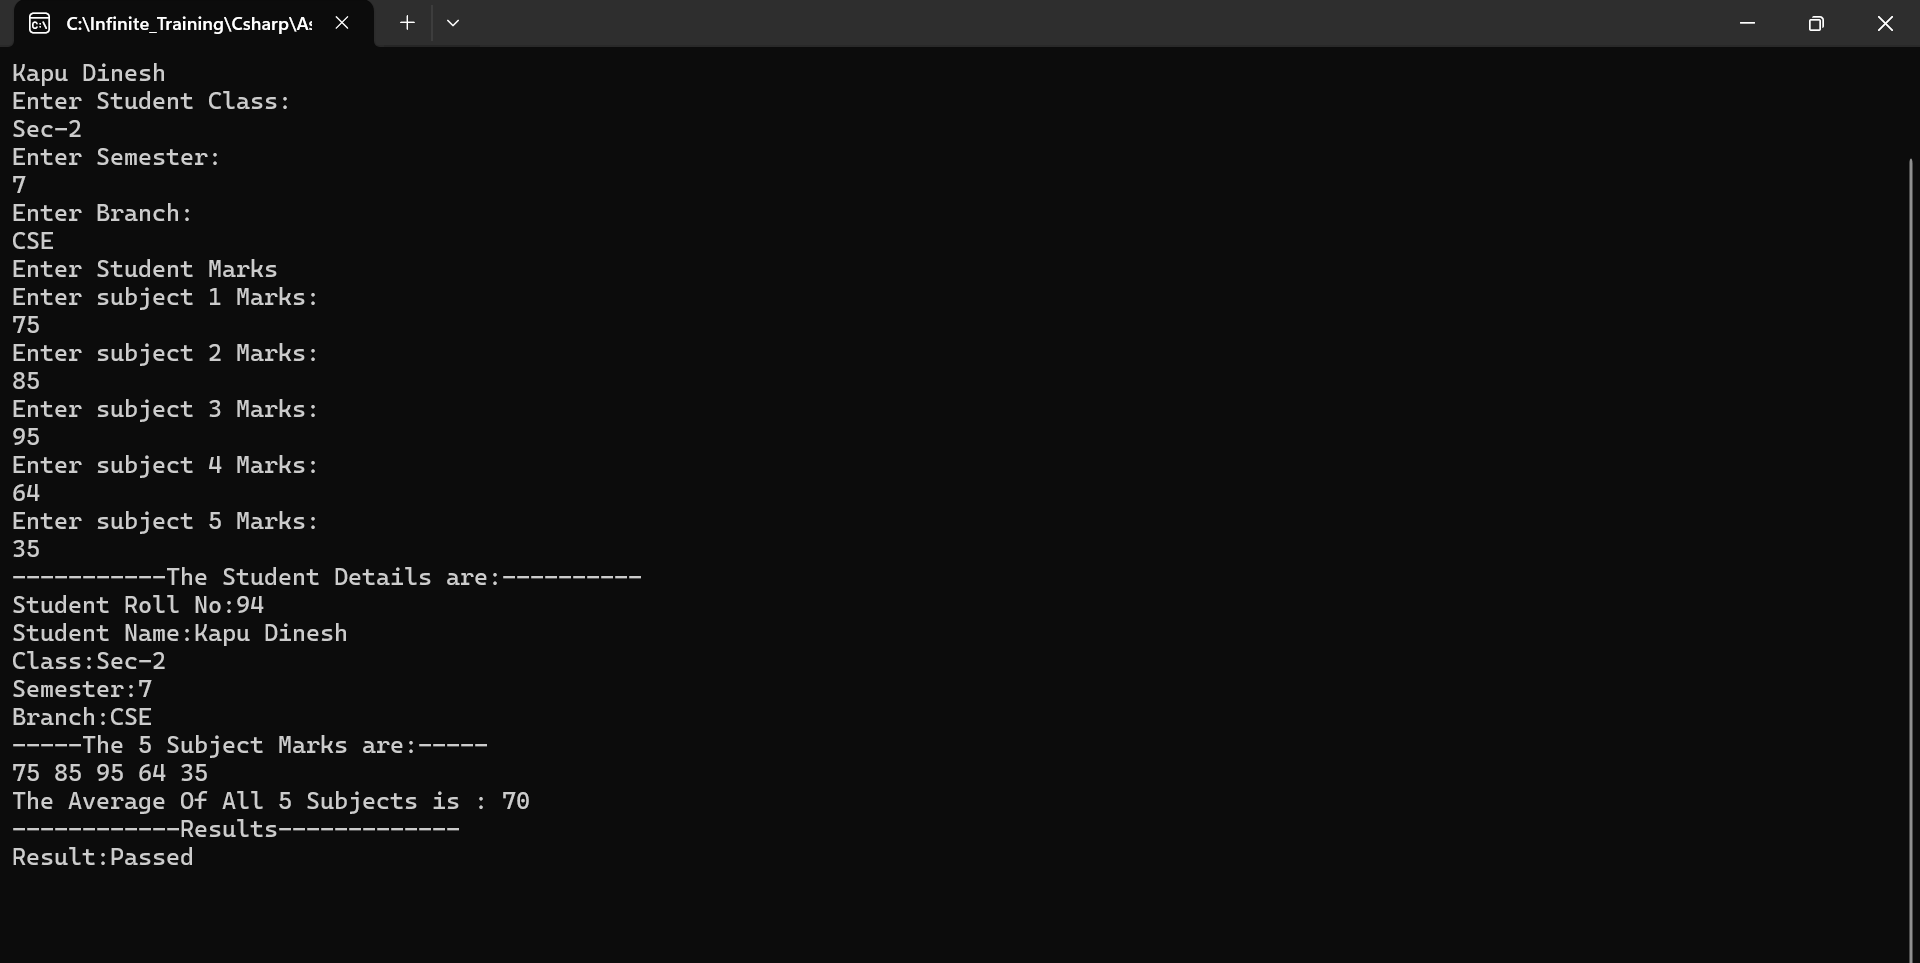 C:\Infinite_Training\Csharp\As
Kapu Dinesh
Enter Student Class:
Sec-2
Enter Semester:
7
Enter Branch:
CSE
Enter Student Marks
Enter subject 1 Marks:
75
Enter subject 2 Marks:
85
Enter subject 3 Marks:
95
Enter subject 4 Marks:
64
Enter subject 5 Marks:
35
-----------The Student Details are:----------
Student Roll No:94
Student Name:Kapu Dinesh
Class:Sec-2
Semester:7
Branch:CSE
-----The 5 Subject Marks are:-----
75 85 95 64 35
The Average Of All 5 Subjects is : 70
------------Results-------------
Result:Passed